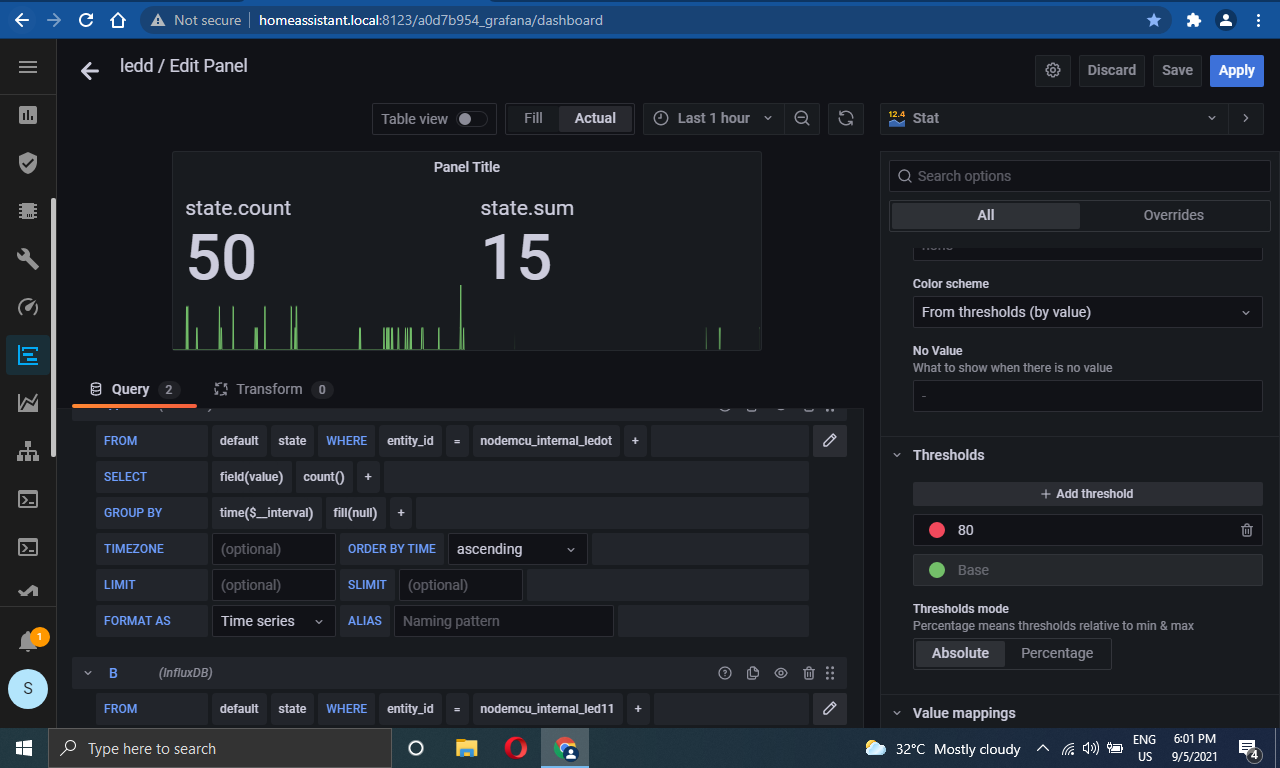 Not secure homeassistant.local:8123/a0d7b954_grafana/dashboard
ledd / Edit Panel
Discard Save Apply
Table view Fill Actual Last 1 hour
12.4 Stat
Panel Title
Search options
state.count state.sum
50 15
All Overrides
none
Color scheme
From thresholds (by value)
No Value
What to show when there is no value
-
Query 2 Transform 0
FROM default state WHERE entity_id = nodemcu_internal_ledot +
SELECT field(value) count() +
GROUP BY time($__interval) fill(null) +
TIMEZONE (optional) ORDER BY TIME ascending
LIMIT (optional) SLIMIT (optional)
FORMAT AS Time series ALIAS Naming pattern
B (InfluxDB)
FROM default state WHERE entity_id = nodemcu_internal_led11 +
Thresholds
+ Add threshold
80
Base
Thresholds mode
Percentage means thresholds relative to min & max
Absolute Percentage
Value mappings
1
S
Type here to search
32°C Mostly cloudy
ENG
US
6:01 PM
9/5/2021
4